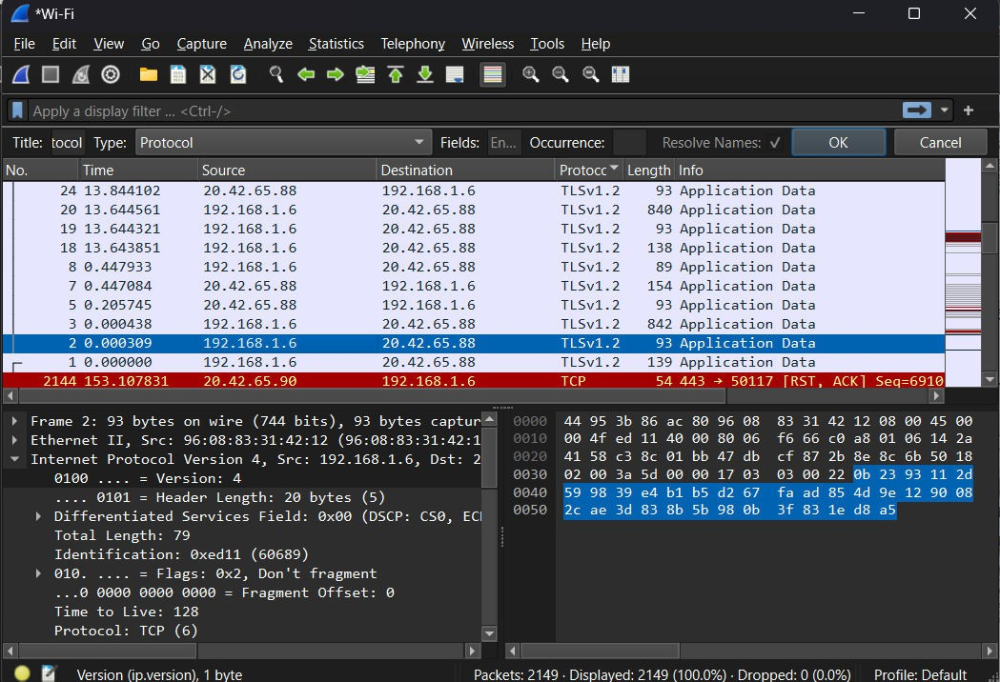 *Wi-Fi
File Edit View Go Capture Analyze Statistics Telephony Wireless Tools Help
Apply a display filter ... <Ctrl-/>
Title: tocol Type: Protocol Fields: En... Occurrence: Resolve Names: ✓ OK Cancel
No. Time Source Destination Protocc Length Info
24 13.844102 20.42.65.88 192.168.1.6 TLSv1.2 93 Application Data
20 13.644561 192.168.1.6 20.42.65.88 TLSv1.2 840 Application Data
19 13.644321 192.168.1.6 20.42.65.88 TLSv1.2 93 Application Data
18 13.643851 192.168.1.6 20.42.65.88 TLSv1.2 138 Application Data
8 0.447933 192.168.1.6 20.42.65.88 TLSv1.2 89 Application Data
7 0.447084 20.42.65.88 192.168.1.6 TLSv1.2 154 Application Data
5 0.205745 20.42.65.88 192.168.1.6 TLSv1.2 93 Application Data
3 0.000438 192.168.1.6 20.42.65.88 TLSv1.2 842 Application Data
2 0.000309 192.168.1.6 20.42.65.88 TLSv1.2 93 Application Data
1 0.000000 192.168.1.6 20.42.65.88 TLSv1.2 139 Application Data
2144 153.107831 20.42.65.90 192.168.1.6 TCP 54 443 → 50117 [RST, ACK] Seq=6910
Frame 2: 93 bytes on wire (744 bits), 93 bytes captur
Ethernet II, Src: 96:08:83:31:42:12 (96:08:83:31:42:1
Internet Protocol Version 4, Src: 192.168.1.6, Dst: 2
0100 .... = Version: 4
.... 0101 = Header Length: 20 bytes (5)
Differentiated Services Field: 0x00 (DSCP: CS0, ECN
Total Length: 79
Identification: 0xed11 (60689)
010. .... = Flags: 0x2, Don't fragment
...0 0000 0000 0000 = Fragment Offset: 0
Time to Live: 128
Protocol: TCP (6)
0000 44 95 3b 86 ac 80 96 08 83 31 42 12 08 00 45 00
0010 00 4f ed 11 40 00 80 06 f6 66 c0 a8 01 06 14 2a
0020 41 58 c3 8c 01 bb 47 db cf 87 2b 8e 8c 6b 50 18
0030 02 00 3a 5d 00 00 17 03 03 00 22 0b 23 93 11 2d
0040 59 98 39 e4 b1 b5 d2 67 fa ad 85 4d 9e 12 90 08
0050 2c ae 3d 83 8b 5b 98 0b 3f 83 1e d8 a5
Version (ip.version), 1 byte Packets: 2149 · Displayed: 2149 (100.0%) · Dropped: 0 (0.0%) Profile: Default